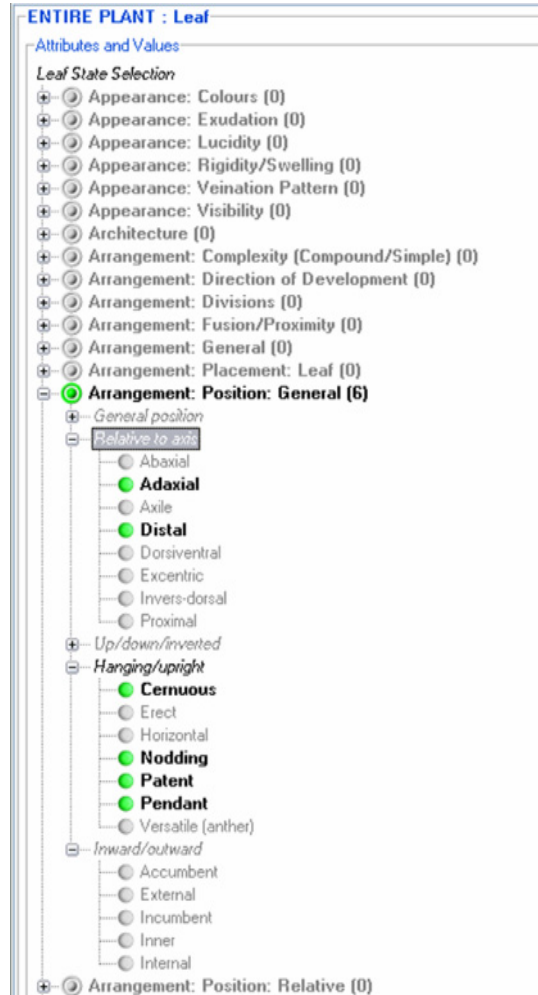 ENTIRE PLANT : Leaf
Attributes and Values
Leaf State Selection
Appearance: Colours (0)
Appearance: Exudation (0)
Appearance: Lucidity (0)
Appearance: Rigidity/Swelling (0)
Appearance: Veination Pattern (0)
Appearance: Visibility (0)
Architecture (0)
Arrangement: Complexity (Compound/Simple) (0)
Arrangement: Direction of Development (0)
Arrangement: Divisions (0)
Arrangement: Fusion/Proximity (0)
Arrangement: General (0)
Arrangement: Placement: Leaf (0)
Arrangement: Position: General (6)
General position
Relative to axis
Abaxial
Adaxial
Axile
Distal
Dorsiventral
Excentric
Invers-dorsal
Proximal
Up/down/inverted
Hanging/upright
Cernuous
Erect
Horizontal
Nodding
Patent
Pendant
Versatile (anther)
Inward/outward
Accumbent
External
Incumbent
Inner
Internal
Arrangement: Position: Relative (0)